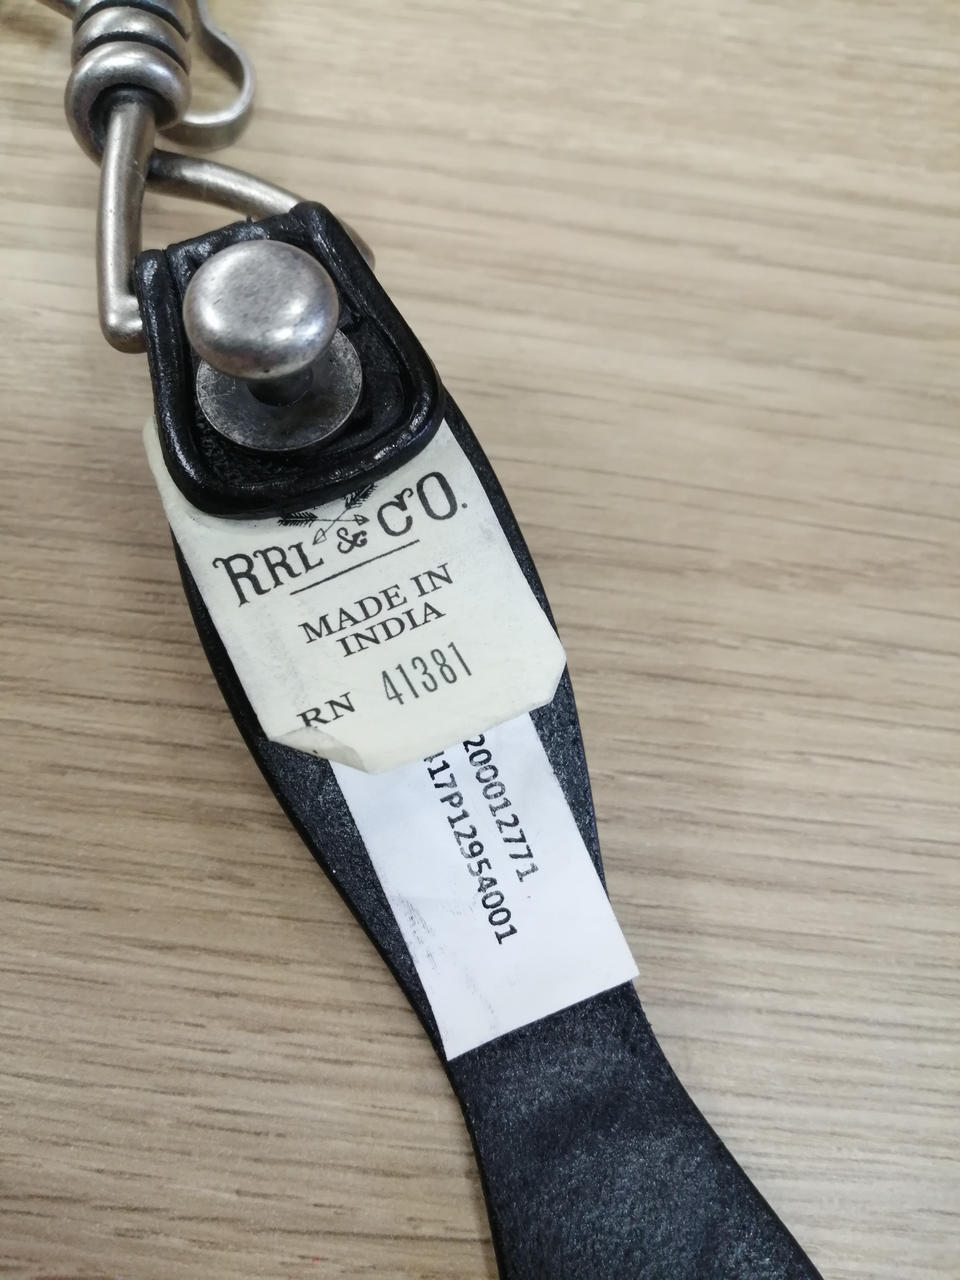 RRL & CO.
MADE IN
INDIA
RN 41381
200012771
17P12954001